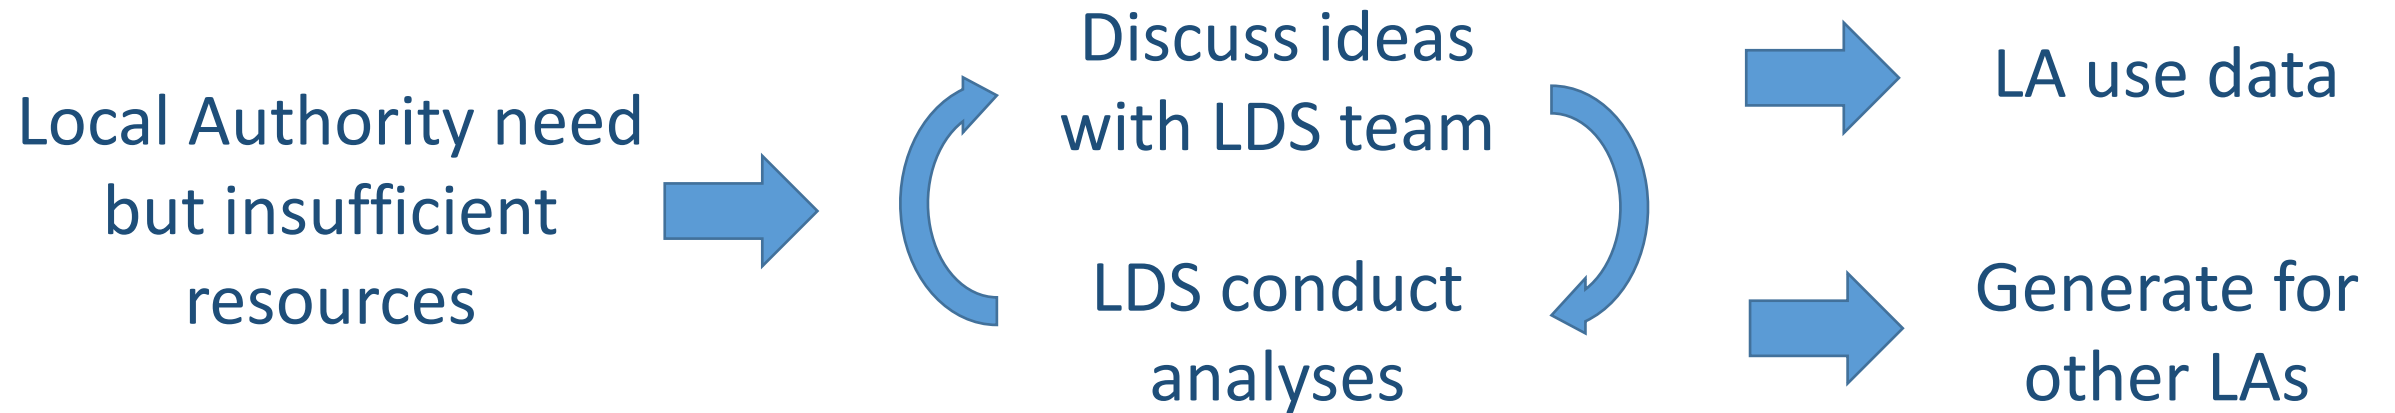 Local Authority need
but insufficient
resources
Discuss ideas
with LDS team
LDS conduct
analyses
LA use data
Generate for
other LAs